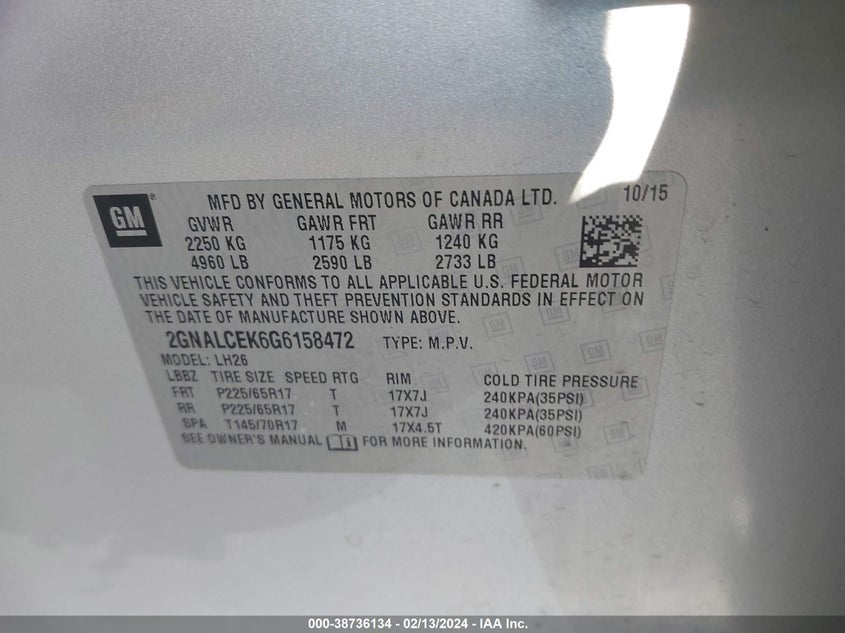 GM®
MFD BY GENERAL MOTORS OF CANADA LTD. 10/15
GVWR GAWR FRT GAWR RR
2250 KG 1175 KG 1240 KG
4960 LB 2590 LB 2733 LB
THIS VEHICLE CONFORMS TO ALL APPLICABLE U.S. FEDERAL MOTOR
VEHICLE SAFETY AND THEFT PREVENTION STANDARDS IN EFFECT ON
THE DATE OF MANUFACTURE SHOWN ABOVE.
2GNALCEK6G6158472 TYPE: M.P.V.
MODEL: LH26
LBBZ TIRE SIZE SPEED RTG RIM COLD TIRE PRESSURE
FRT P225/65R17 T 17X7J 240KPA(35PSI)
RR P225/65R17 T 17X7J 240KPA(35PSI)
SPA T145/70R17 M 17X4.5T 420KPA(60PSI)
SEE OWNER'S MANUAL FOR MORE INFORMATION.
000-38736134 - 02/13/2024 - IAA Inc.